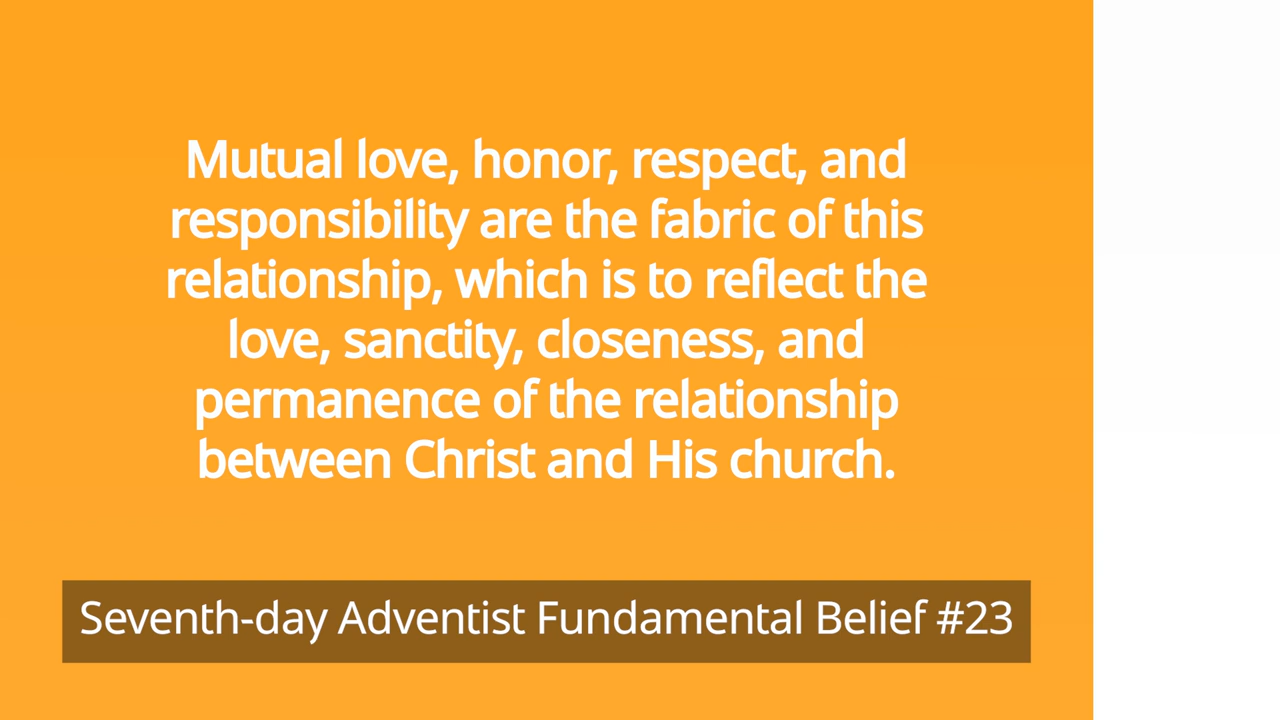 Mutual love, honor, respect, and
responsibility are the fabric of this
relationship, which is to reflect the
love, sanctity, closeness, and
permanence of the relationship
between Christ and His church.
Seventh-day Adventist Fundamental Belief #23